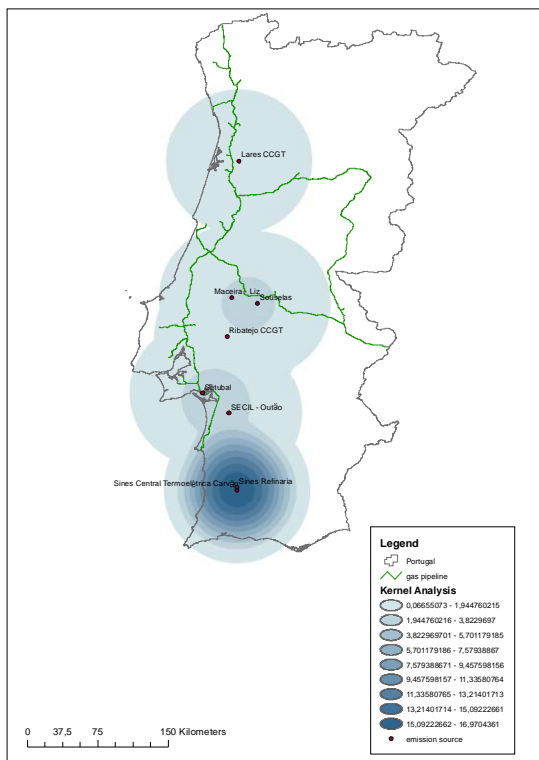 Lares CCGT
Maceira - Liz
Souselas
Ribatejo CCGT
Setubal
SECIL - Outão
Sines Central Termoelétrica Carvão
Sines Refinaria
Legend
Portugal
gas pipeline
Kernel Analysis
0,06655073 - 1,944760215
1,944760216 - 3,8229697
3,822969701 - 5,701179185
5,701179186 - 7,57938867
7,579388671 - 9,457598156
9,457598157 - 11,33580764
11,33580765 - 13,21401713
13,21401714 - 15,09222661
15,09222662 - 16,9704361
emission source
0 37,5 75 150 Kilometers